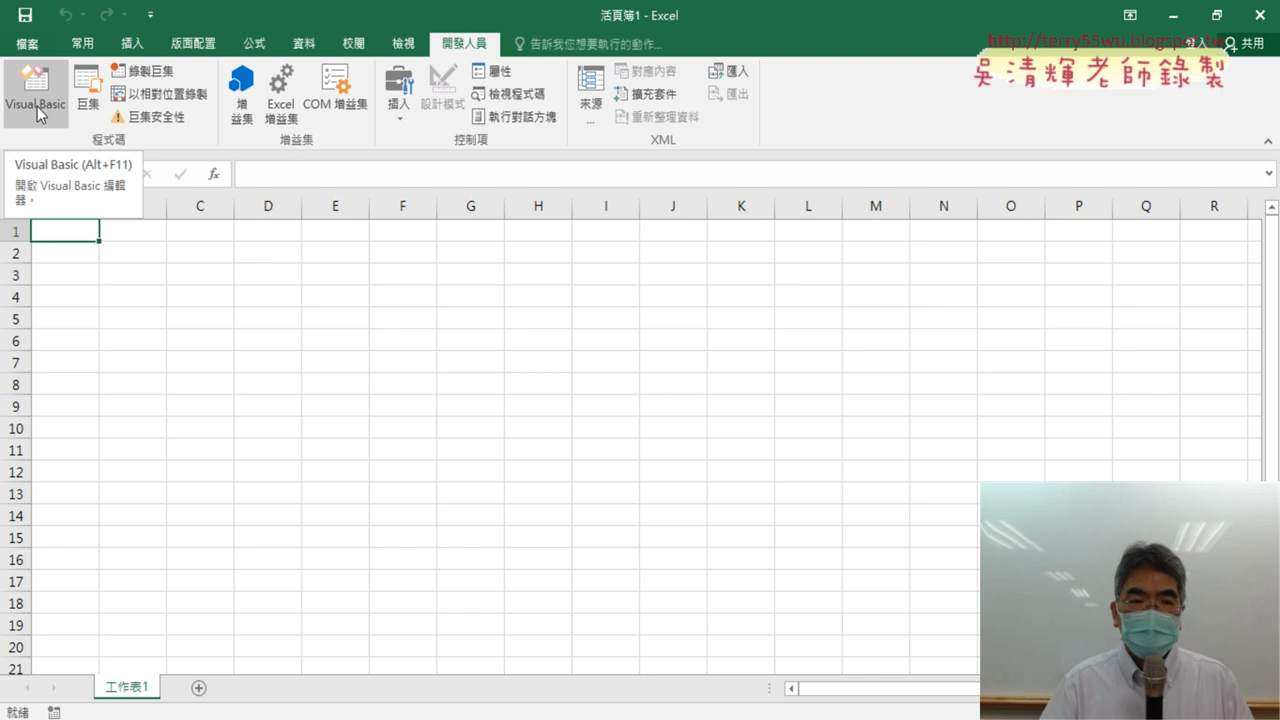 活頁簿1 - Excel
http://terry55wu.blogspot.tw
吳清輝老師錄製
檔案 常用 插入 版面配置 公式 資料 校閱 檢視 開發人員 告訴我您想要執行的動作... 共用
Visual Basic 巨集 錄製巨集 以相對位置錄製 巨集安全性
程式碼
增益集 Excel 增益集 COM 增益集
增益集
插入 設計模式 屬性 檢視程式碼 執行對話方塊
控制項
來源... 對應內容 擴充套件 重新整理資料 匯入 匯出
XML
Visual Basic (Alt+F11)
開啟 Visual Basic 編輯
器。
fx
C D E F G H I J K L M N O P Q R
1
2
3
4
5
6
7
8
9
10
11
12
13
14
15
16
17
18
19
20
21
工作表1
就緒